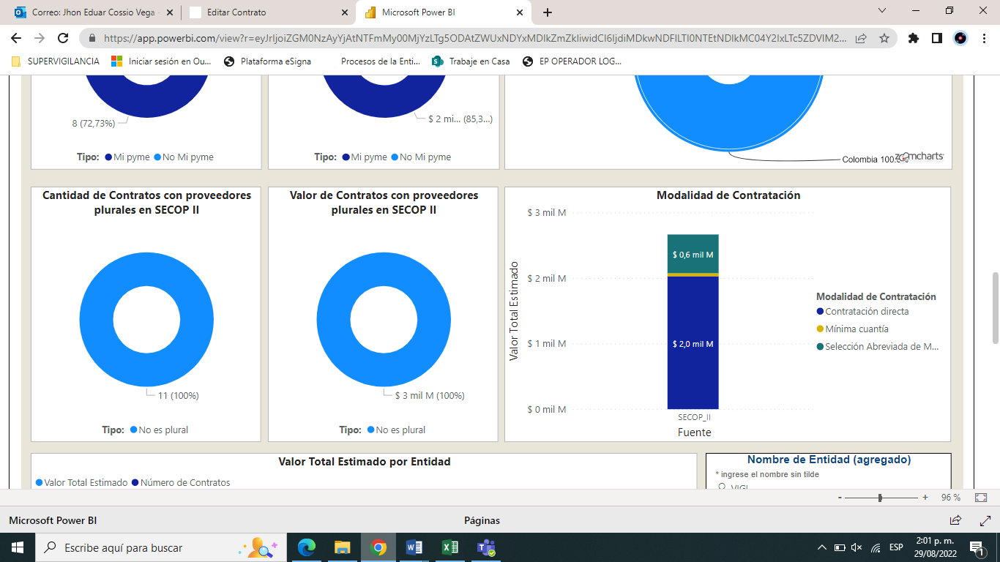 Correo: Jhon Eduar Cossio Vega
Editar Contrato
Microsoft Power BI
https://app.powerbi.com/view?r=eyJrIjoiZGM0NzAyYjAtNTFmMy00MjYzLTg5ODAtZWUxNDYxMDlkZmZkIiwidCI6IjdiMDkwNDFlLTI0NTEtNDlkMC04Y2IxLTc5ZDVlM2...
SUPERVIGILANCIA
Iniciar sesión en Ou...
Plataforma eSigna
Procesos de la Enti...
Trabaje en Casa
EP OPERADOR LOG...
8 (72,73%)
Tipo: Mi pyme No Mi pyme
$ 2 mi... (85,3...)
Tipo: Mi pyme No Mi pyme
Colombia 100.0%
zoomcharts
Cantidad de Contratos con proveedores
plurales en SECOP II
11 (100%)
Tipo: No es plural
Valor de Contratos con proveedores
plurales en SECOP II
$ 3 mil M (100%)
Tipo: No es plural
Modalidad de Contratación
Valor Total Estimado
$ 3 mil M
$ 2 mil M
$ 1 mil M
$ 0 mil M
$ 0,6 mil M
$ 2,0 mil M
SECOP_II
Fuente
Modalidad de Contratación
Contratación directa
Mínima cuantía
Selección Abreviada de M...
Valor Total Estimado por Entidad
Valor Total Estimado Número de Contratos
Nombre de Entidad (agregado)
* ingrese el nombre sin tilde
VIGI
- + 96 %
Microsoft Power BI
Páginas
Escribe aquí para buscar
ESP
2:01 p. m.
29/08/2022
1